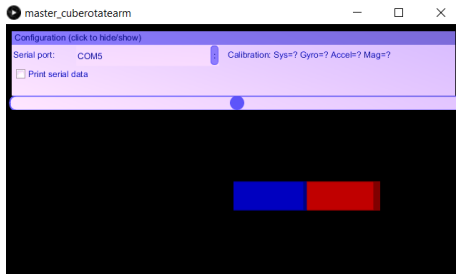 master_cuberotatearm
Configuration (click to hide/show)
Serial port: COM5 Calibration: Sys=? Gyro=? Accel=? Mag=?
Print serial data